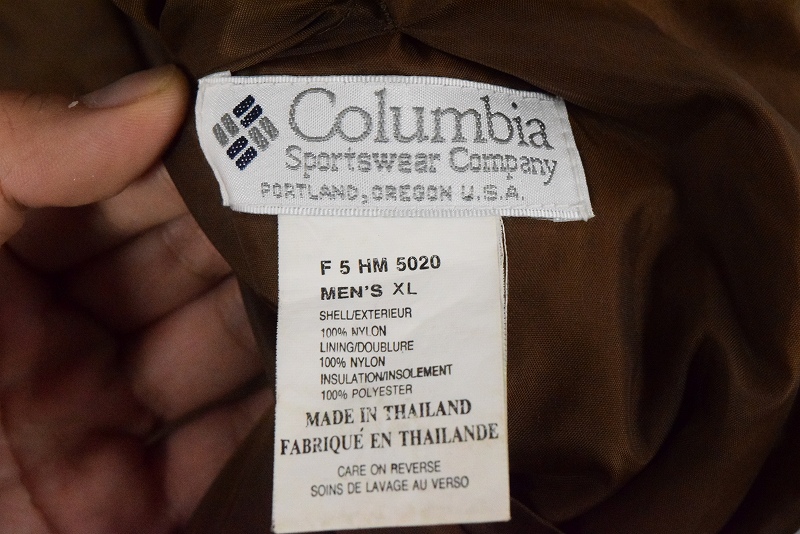 Columbia
Sportswear Company
PORTLAND, OREGON U.S.A.
F 5 HM 5020
MEN'S XL
SHELL/EXTERIEUR
100% NYLON
LINING/DOUBLURE
100% NYLON
INSULATION/INSOLEMENT
100% POLYESTER
MADE IN THAILAND
FABRIQUÉ EN THAILANDE
CARE ON REVERSE
SOINS DE LAVAGE AU VERSO